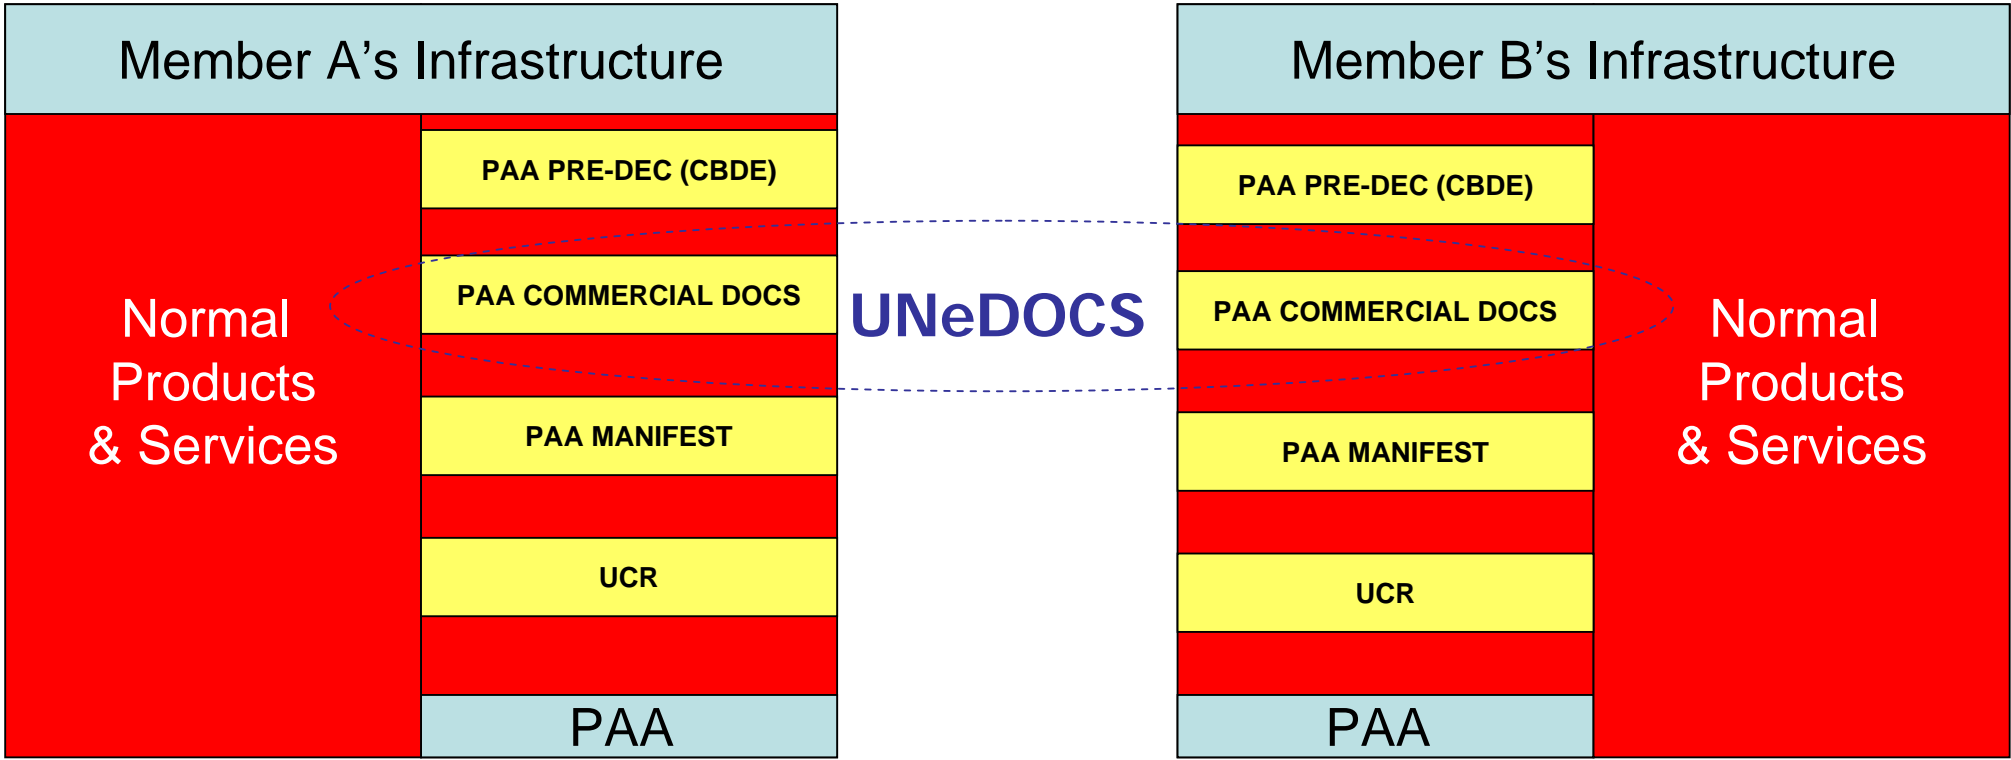 Member A's Infrastructure
Normal
Products
& Services
PAA PRE-DEC (CBDE)
PAA COMMERCIAL DOCS
PAA MANIFEST
UCR
PAA
UNeDOCS
Member B's Infrastructure
PAA PRE-DEC (CBDE)
PAA COMMERCIAL DOCS
PAA MANIFEST
UCR
PAA
Normal
Products
& Services